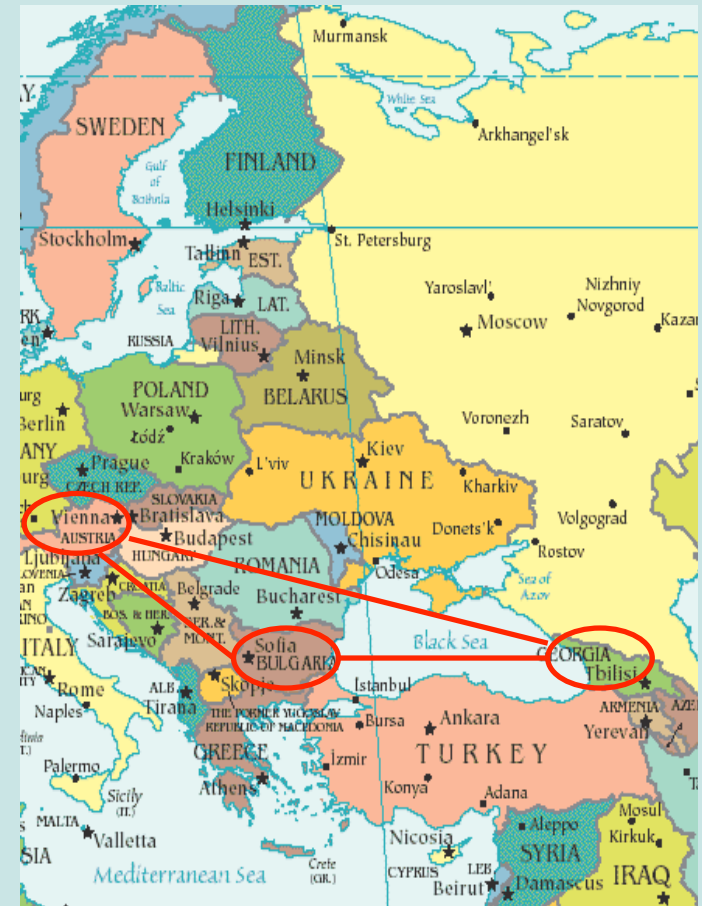 Murmansk
White Sea
Arkhangel'sk
SWEDEN
Gulf
of
Bothnia
FINLAND
Helsinki
Stockholm
Tallinn
EST.
St. Petersburg
Baltic
Sea
Riga
LAT.
Yaroslavl'
Nizhniy
Novgorod
Moscow
LITH.
Vilnius
RUSSIA
Minsk
BELARUS
POLAND
Warsaw
Łódź
Kraków
Voronezh
Saratov
Berlin
Prague
CZECH REP.
L'viv
Kiev
UKRAINE
Kharkiv
SLOVAKIA
Vienna
Bratislava
AUSTRIA
Budapest
HUNGARY
MOLDOVA
Chisinau
Donets'k
Volgograd
Rostov
Odesa
Sea of
Azov
Ljubljana
Zagreb
CROATIA
ROMANIA
Belgrade
Bucharest
BOS. & HER.
SER.&
MONT.
Sarajevo
ITALY
Sofia
BULGARIA
Black Sea
GEORGIA
Tbilisi
Rome
Naples
ALB.
Tirana
Skopje
THE FORMER YUGOSLAV
REPUBLIC OF MACEDONIA
İstanbul
Bursa
Ankara
ARMENIA
Yerevan
GREECE
TURKEY
İzmir
Konya
Adana
Palermo
Sicily
(IT.)
Athens
MALTA
Valletta
Crete
(GR.)
Mediterranean Sea
Nicosia
CYPRUS
LEB.
Beirut
Aleppo
SYRIA
Damascus
Mosul
Kirkuk
IRAQ